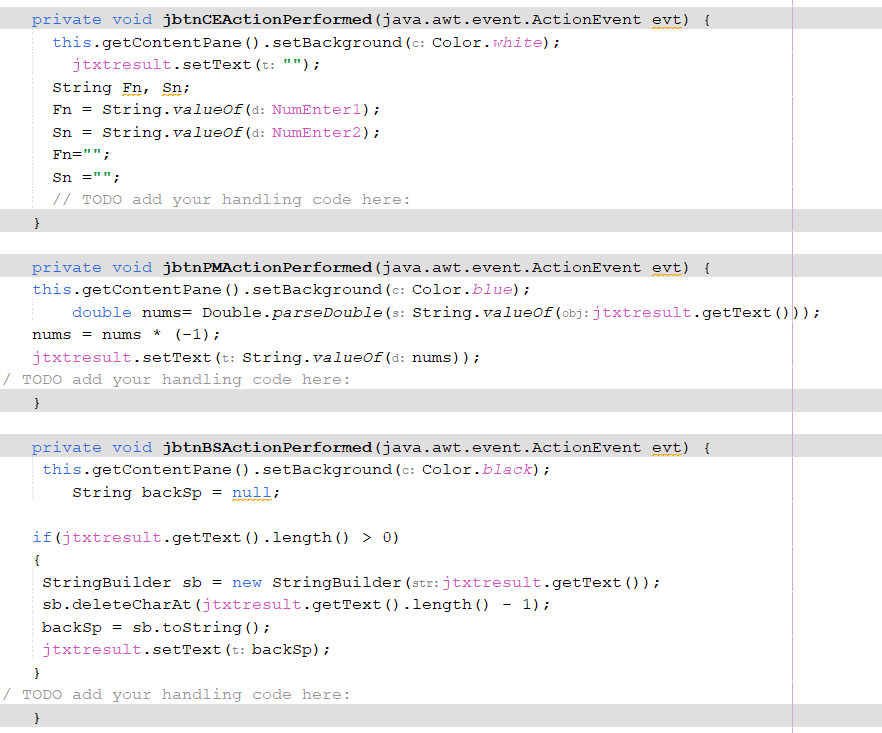 private void jbtnCEActionPerformed(java.awt.event.ActionEvent evt) {
this.getContentPane().setBackground(c: Color.white);
jtxtresult.setText(t: "");
String Fn, Sn;
Fn = String.valueOf(d: NumEnter1);
Sn = String.valueOf(d: NumEnter2);
Fn="";
Sn ="";
// TODO add your handling code here:
}
private void jbtnPMActionPerformed(java.awt.event.ActionEvent evt) {
this.getContentPane().setBackground(c: Color.blue);
double nums= Double.parseDouble(s: String.valueOf(obj: jtxtresult.getText()));
nums = nums * (-1);
jtxtresult.setText(t: String.valueOf(d: nums));
/ TODO add your handling code here:
}
private void jbtnBSActionPerformed(java.awt.event.ActionEvent evt) {
this.getContentPane().setBackground(c: Color.black);
String backSp = null;
if(jtxtresult.getText().length() > 0)
{
StringBuilder sb = new StringBuilder(str: jtxtresult.getText());
sb.deleteCharAt(jtxtresult.getText().length() - 1);
backSp = sb.toString();
jtxtresult.setText(t: backSp);
}
/ TODO add your handling code here:
}